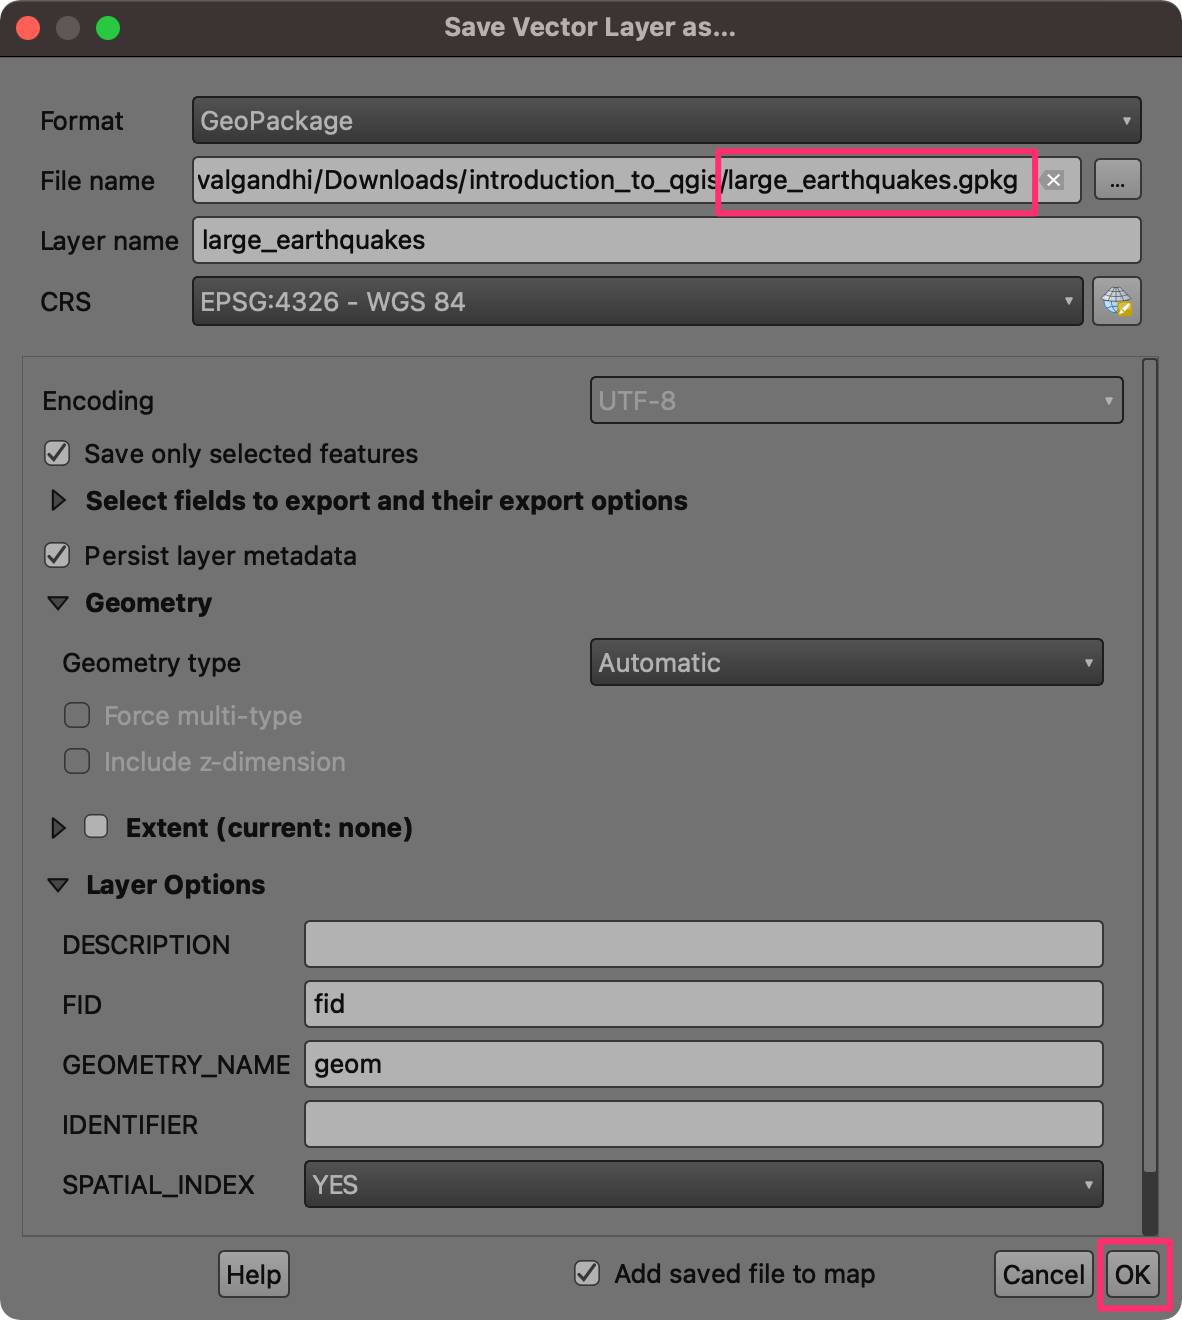 Save Vector Layer as...
Format GeoPackage
File name valgandhi/Downloads/introduction_to_qgis/large_earthquakes.gpkg ...
Layer name large_earthquakes
CRS EPSG:4326 - WGS 84
Encoding UTF-8
Save only selected features
Select fields to export and their export options
Persist layer metadata
Geometry
Geometry type Automatic
Force multi-type
Include z-dimension
Extent (current: none)
Layer Options
DESCRIPTION
FID fid
GEOMETRY_NAME geom
IDENTIFIER
SPATIAL_INDEX YES
Help Add saved file to map Cancel OK